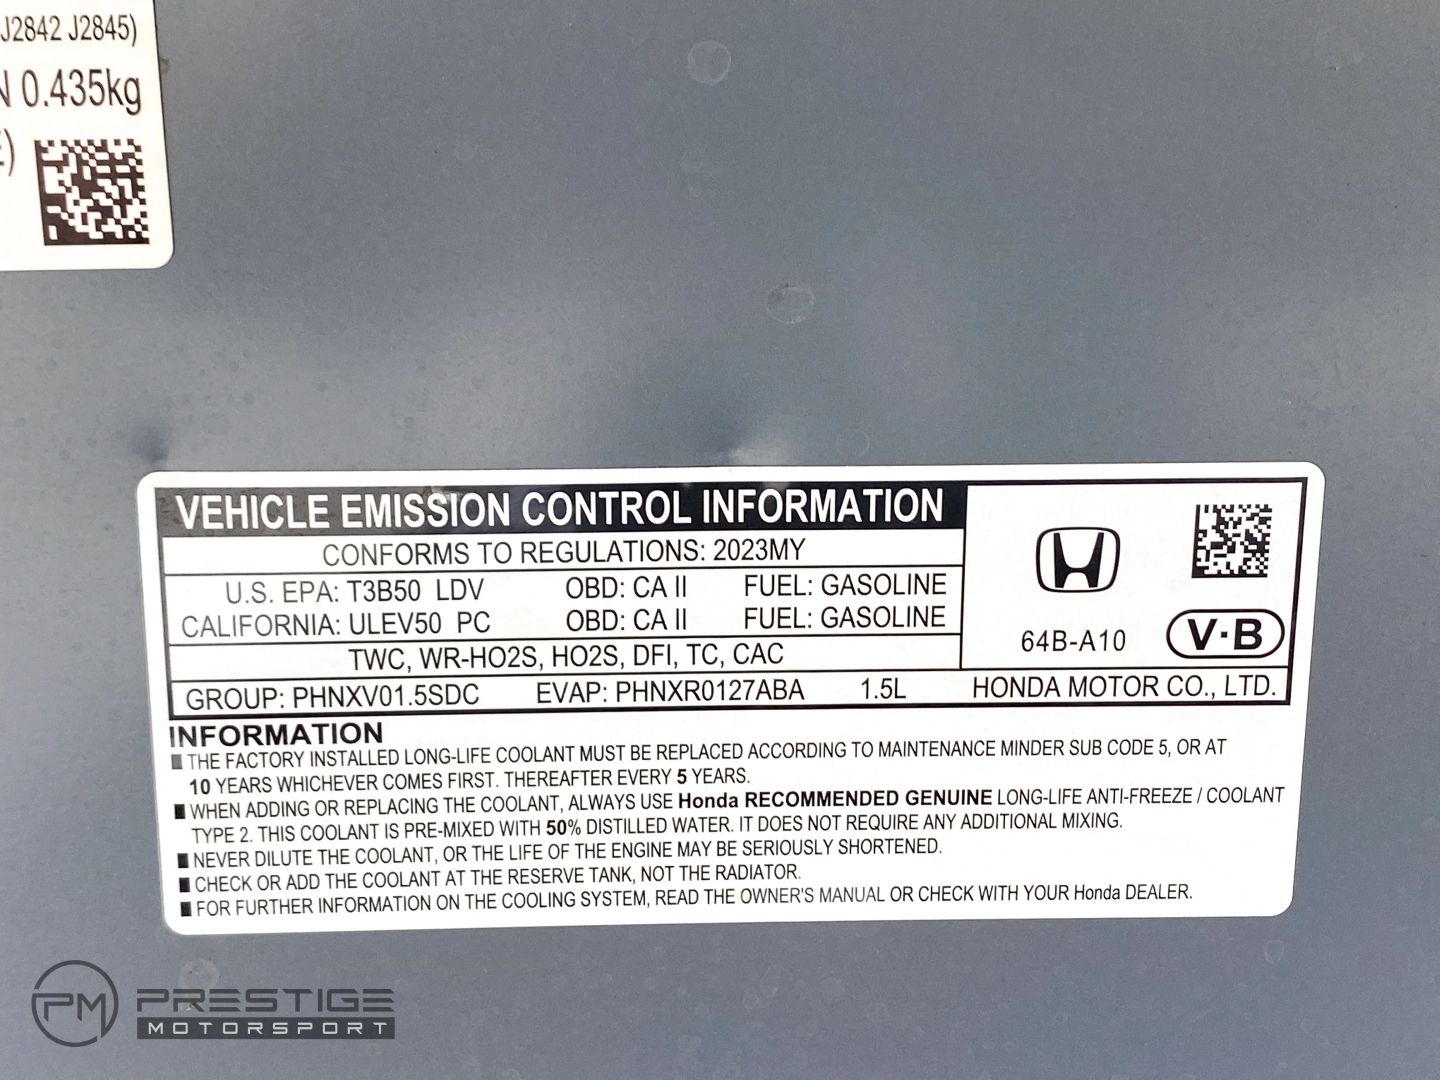 J2842 J2845)
N 0.435kg
E)
VEHICLE EMISSION CONTROL INFORMATION
CONFORMS TO REGULATIONS: 2023MY
U.S. EPA: T3B50 LDV OBD: CA II FUEL: GASOLINE
CALIFORNIA: ULEV50 PC OBD: CA II FUEL: GASOLINE
TWC, WR-HO2S, HO2S, DFI, TC, CAC
64B-A10 V·B
GROUP: PHNXV01.5SDC EVAP: PHNXR0127ABA 1.5L HONDA MOTOR CO., LTD.
INFORMATION
■ THE FACTORY INSTALLED LONG-LIFE COOLANT MUST BE REPLACED ACCORDING TO MAINTENANCE MINDER SUB CODE 5, OR AT
10 YEARS WHICHEVER COMES FIRST. THEREAFTER EVERY 5 YEARS.
■ WHEN ADDING OR REPLACING THE COOLANT, ALWAYS USE Honda RECOMMENDED GENUINE LONG-LIFE ANTI-FREEZE / COOLANT
TYPE 2. THIS COOLANT IS PRE-MIXED WITH 50% DISTILLED WATER. IT DOES NOT REQUIRE ANY ADDITIONAL MIXING.
■ NEVER DILUTE THE COOLANT, OR THE LIFE OF THE ENGINE MAY BE SERIOUSLY SHORTENED.
■ CHECK OR ADD THE COOLANT AT THE RESERVE TANK, NOT THE RADIATOR.
■ FOR FURTHER INFORMATION ON THE COOLING SYSTEM, READ THE OWNER'S MANUAL OR CHECK WITH YOUR Honda DEALER.
PM PRESTIGE
MOTORSPORT